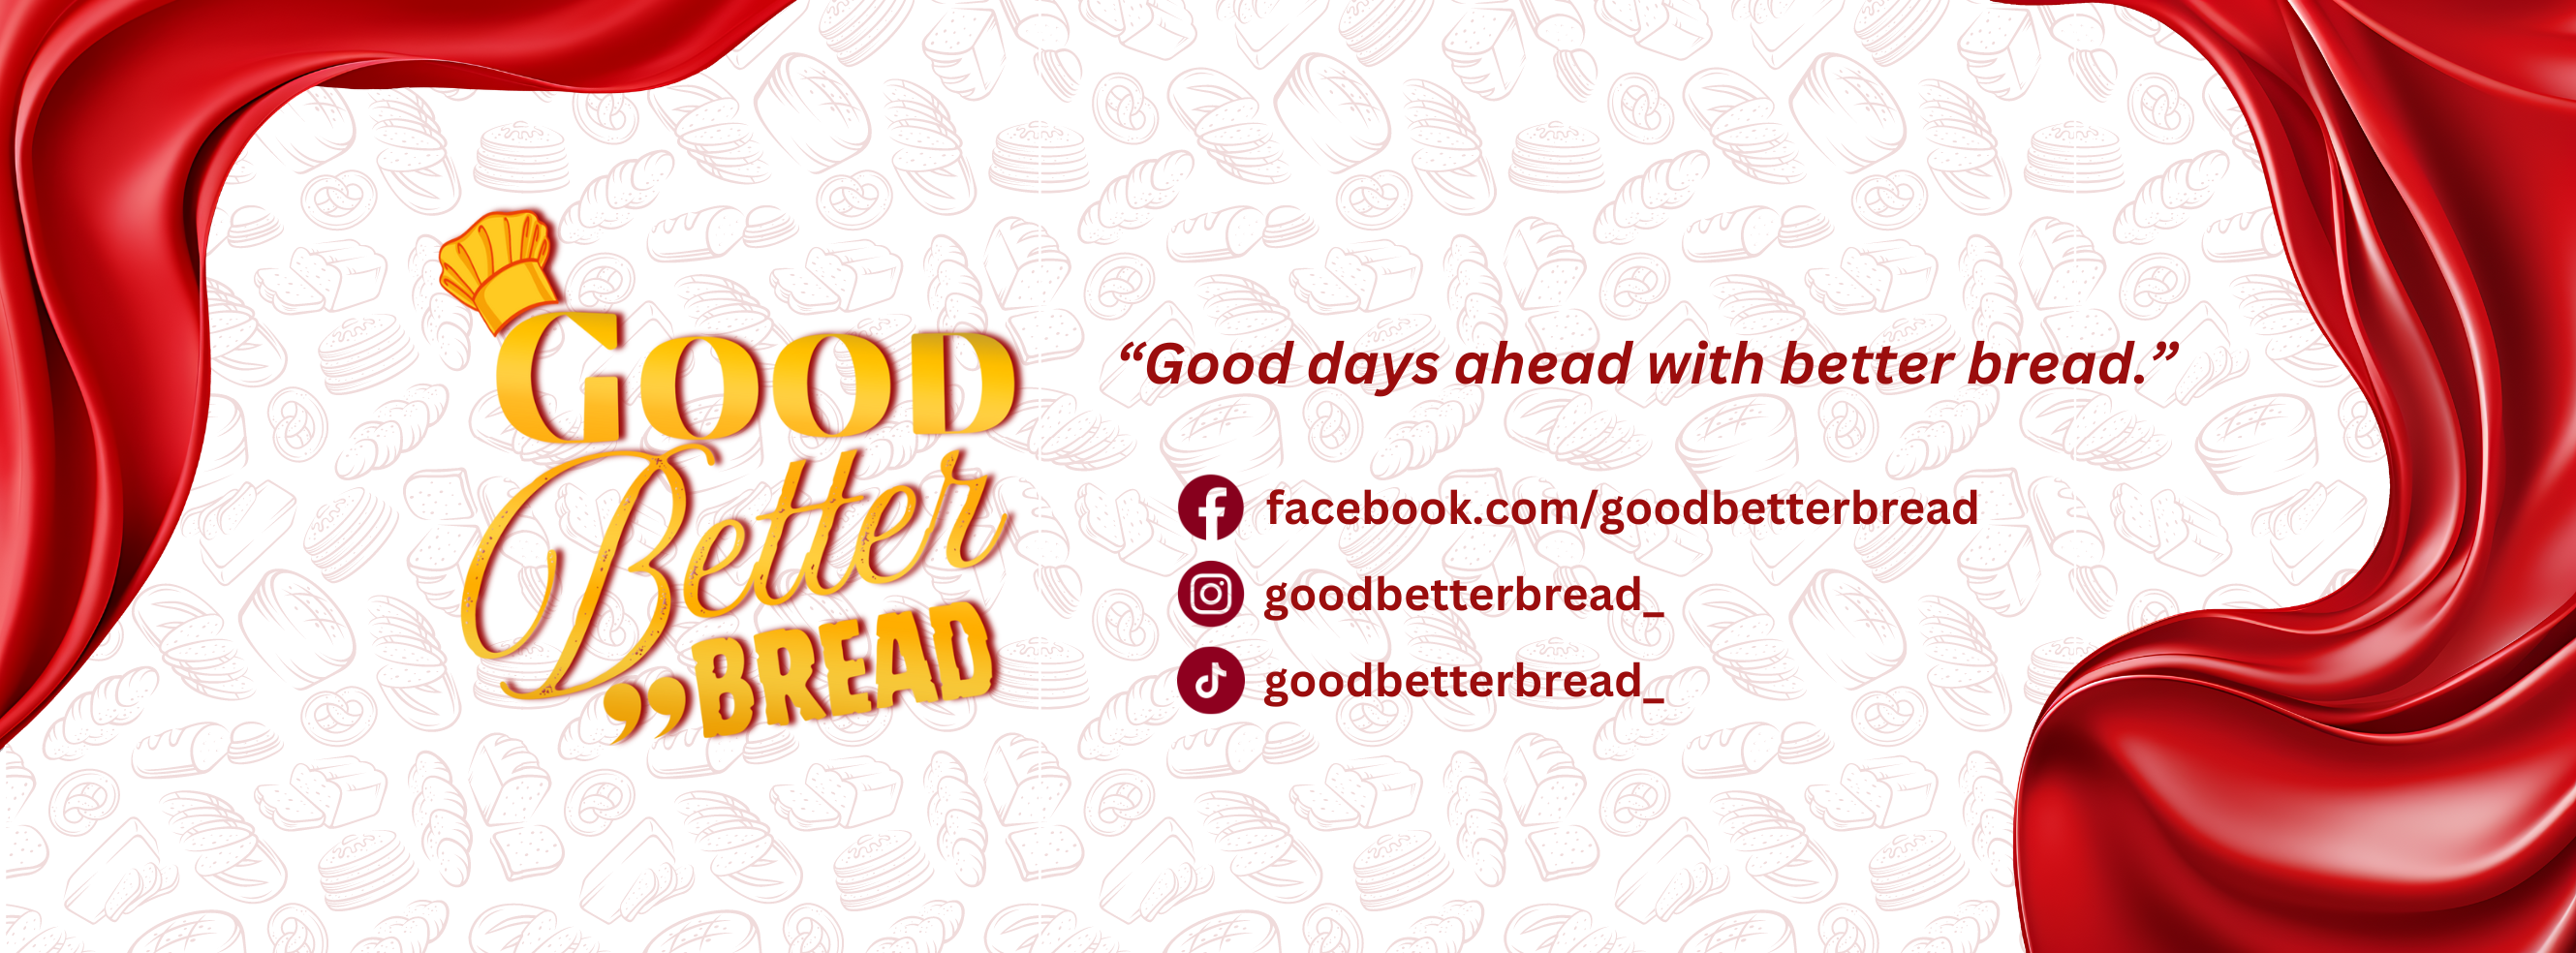 GOOD
Better
”BREAD
“Good days ahead with better bread.”
facebook.com/goodbetterbread
goodbetterbread_
goodbetterbread_